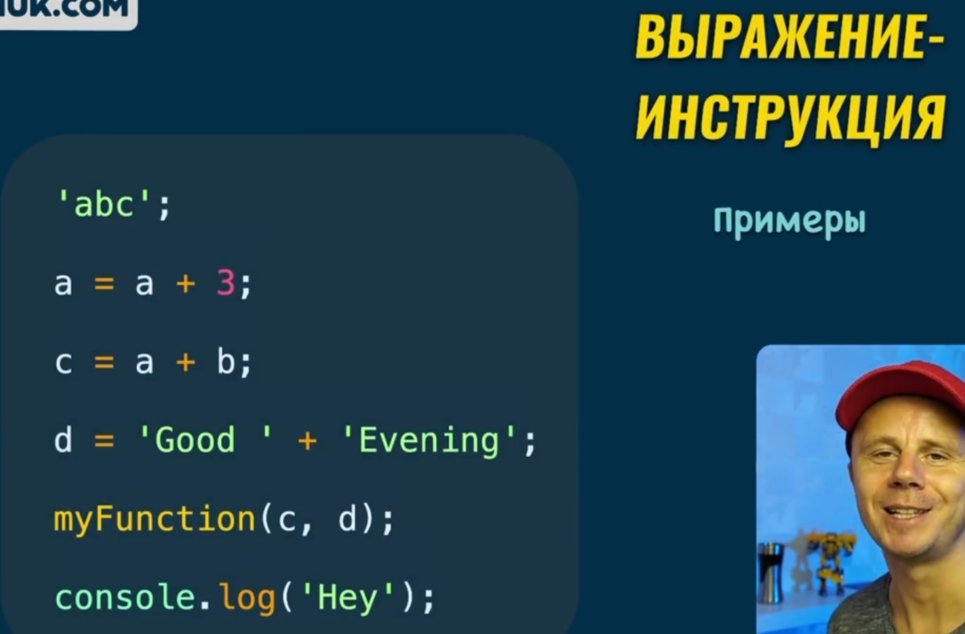 UK.COM
ВЫРАЖЕНИЕ-
ИНСТРУКЦИЯ
Примеры
'abc';
a = a + 3;
c = a + b;
d = 'Good ' + 'Evening';
myFunction(c, d);
console.log('Hey');